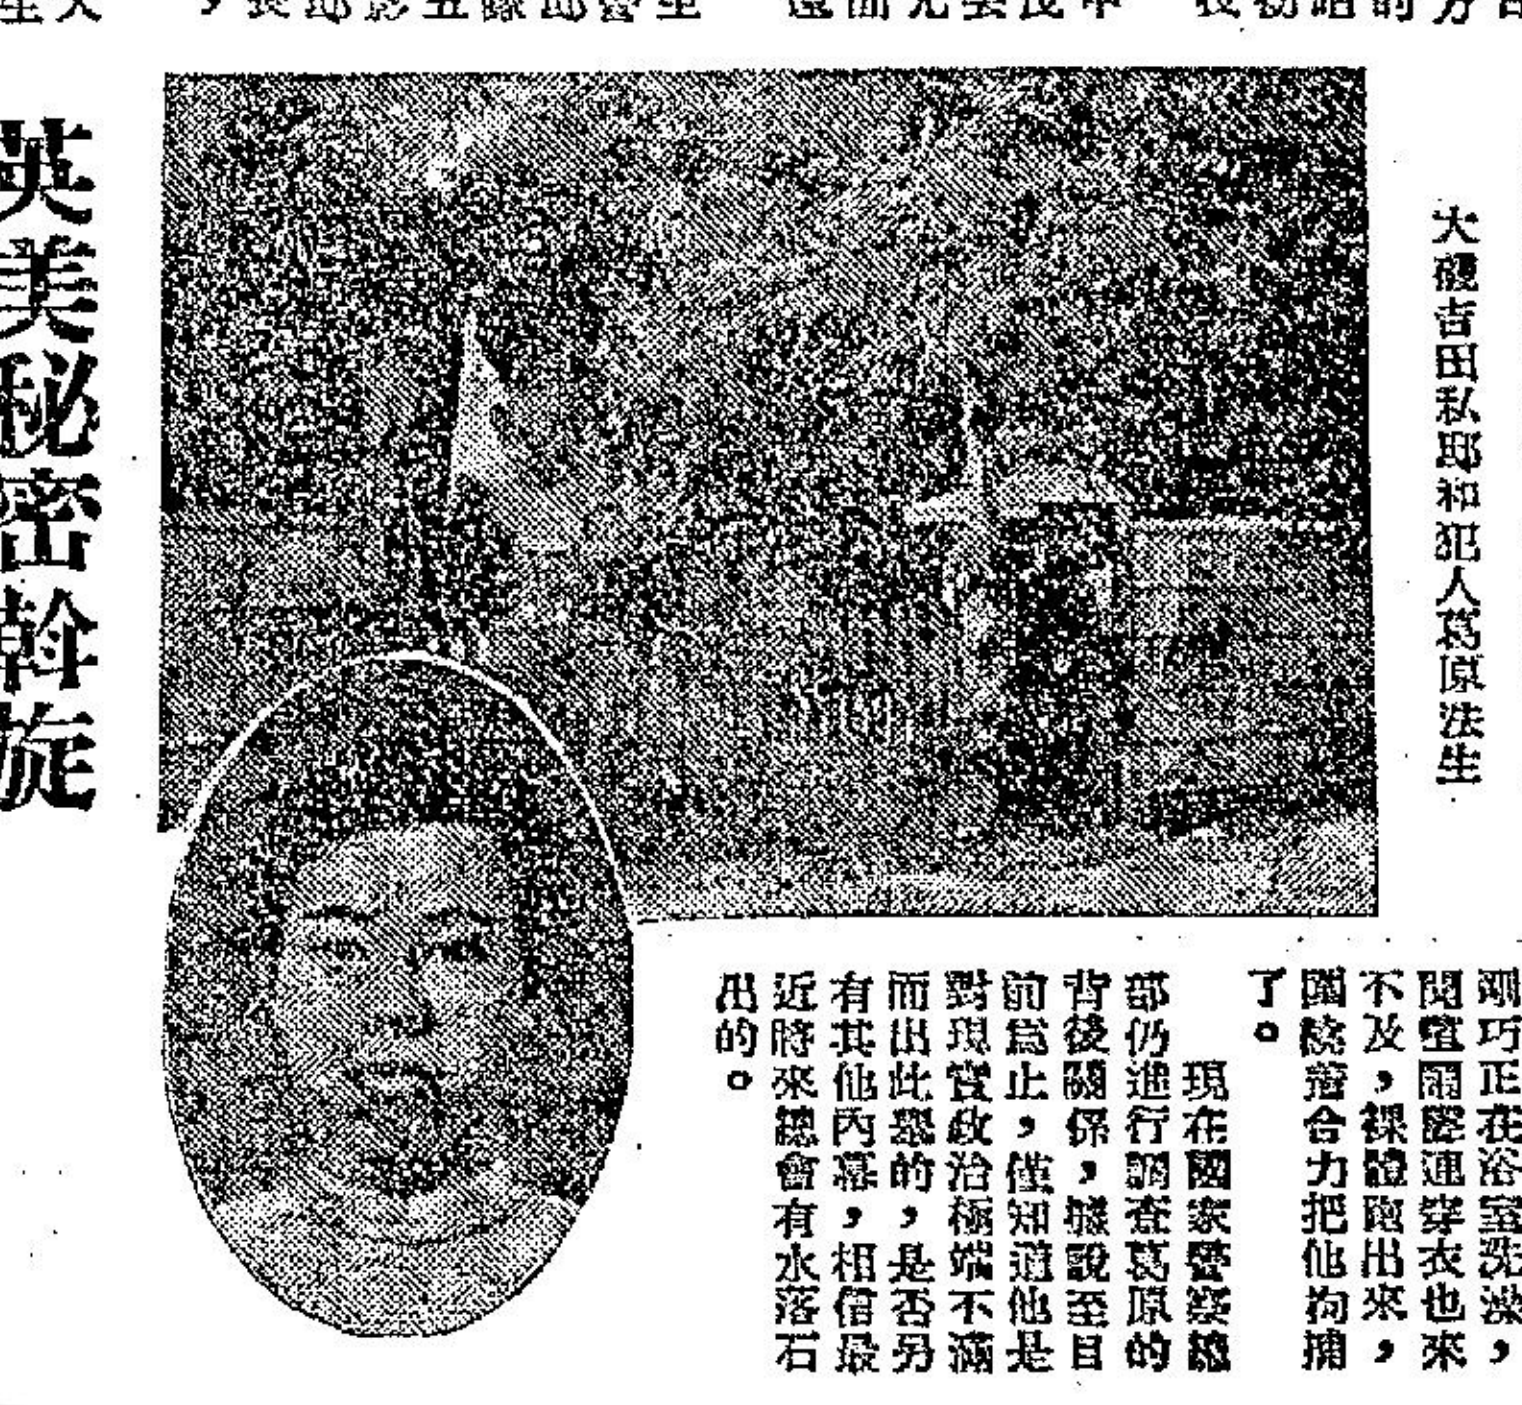 大磯吉田私邸和犯人葛原法生
剛巧正在浴室洗澡，
聞喧鬧聲連穿衣也來
不及，裸體跑出來，
圍繞着合力把他拘捕
了。
現在國家警察總
部仍進行調查葛原的
背後關係，據說至目
前爲止，僅知道他是
對現實政治極端不滿
而出此舉的，是否另
有其他內幕，相信最
近將來總會有水落石
出的。
英美秘密斡旋